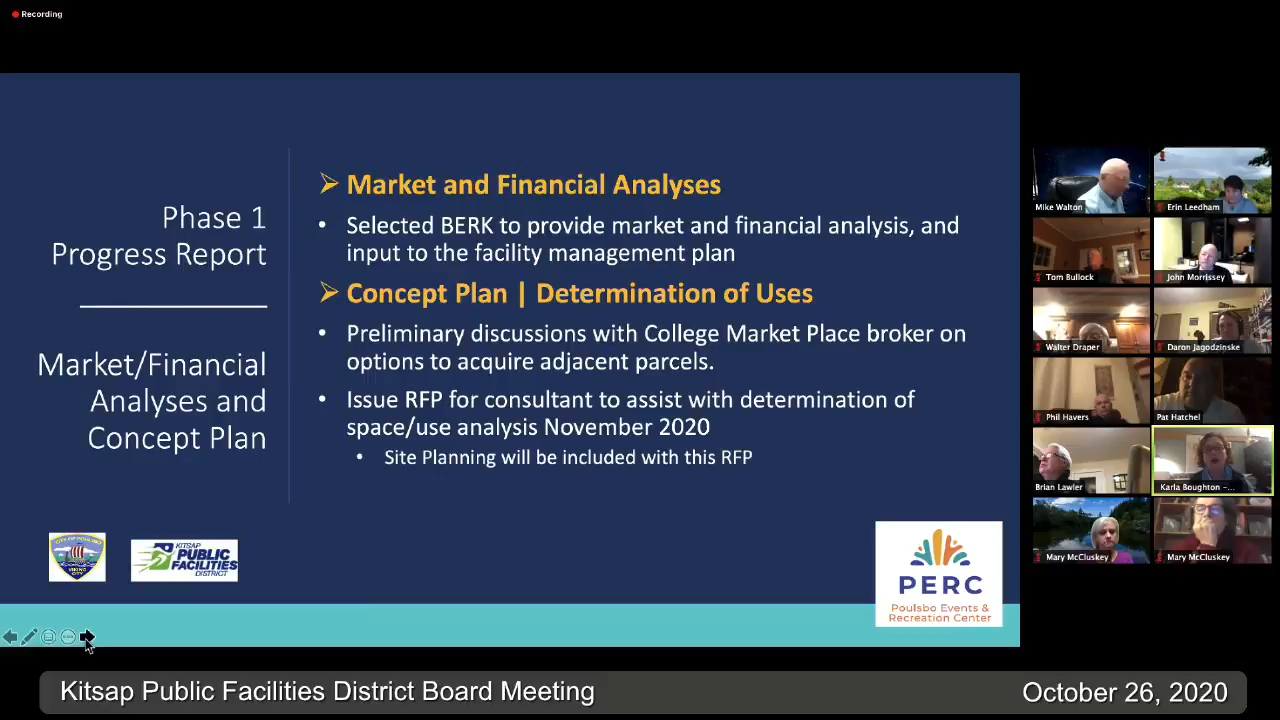 Recording
Phase 1
Progress Report
Market/Financial
Analyses and
Concept Plan
Market and Financial Analyses
• Selected BERK to provide market and financial analysis, and
input to the facility management plan
Concept Plan | Determination of Uses
• Preliminary discussions with College Market Place broker on
options to acquire adjacent parcels.
• Issue RFP for consultant to assist with determination of
space/use analysis November 2020
• Site Planning will be included with this RFP
CITY OF POULSBO
VIKING
CITY
KITSAP
PUBLIC
FACILITIES
DISTRICT
PERC
Poulsbo Events &
Recreation Center
Mike Walton
Erin Leedham
Tom Bullock
John Morrissey
Walter Draper
Daron Jagodzinske
Phil Havers
Pat Hatchel
Brian Lawler
Karla Boughton -...
Mary McCluskey
Mary McCluskey
Kitsap Public Facilities District Board Meeting
October 26, 2020